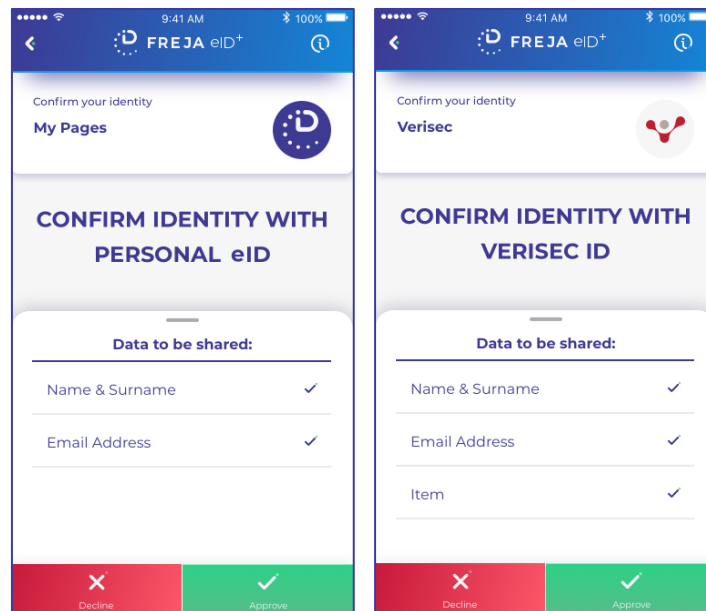 9:41 AM
100%
FREJA eID+
Confirm your identity
My Pages
CONFIRM IDENTITY WITH
PERSONAL eID
Data to be shared:
Name & Surname
Email Address
Decline
Approve
9:41 AM
100%
FREJA eID+
Confirm your identity
Verisec
CONFIRM IDENTITY WITH
VERISEC ID
Data to be shared:
Name & Surname
Email Address
Item
Decline
Approve